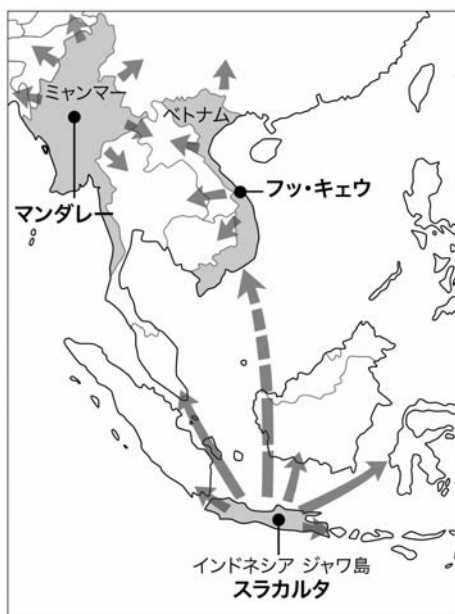 ミャンマー
ベトナム
フッ・キェウ
マンダレー
インドネシア ジャワ島
スラカルタ